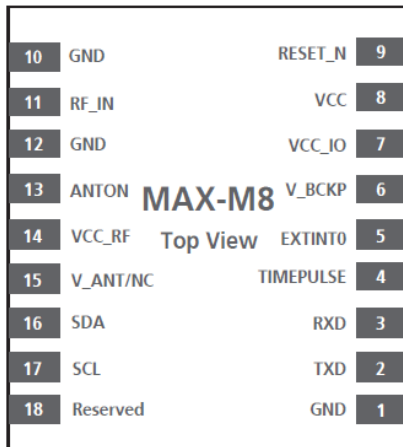 10 GND RESET_N 9
11 RF_IN VCC 8
12 GND VCC_IO 7
13 ANTON MAX-M8 V_BCKP 6
14 VCC_RF Top View EXTINT0 5
15 V_ANT/NC TIMEPULSE 4
16 SDA RXD 3
17 SCL TXD 2
18 Reserved GND 1